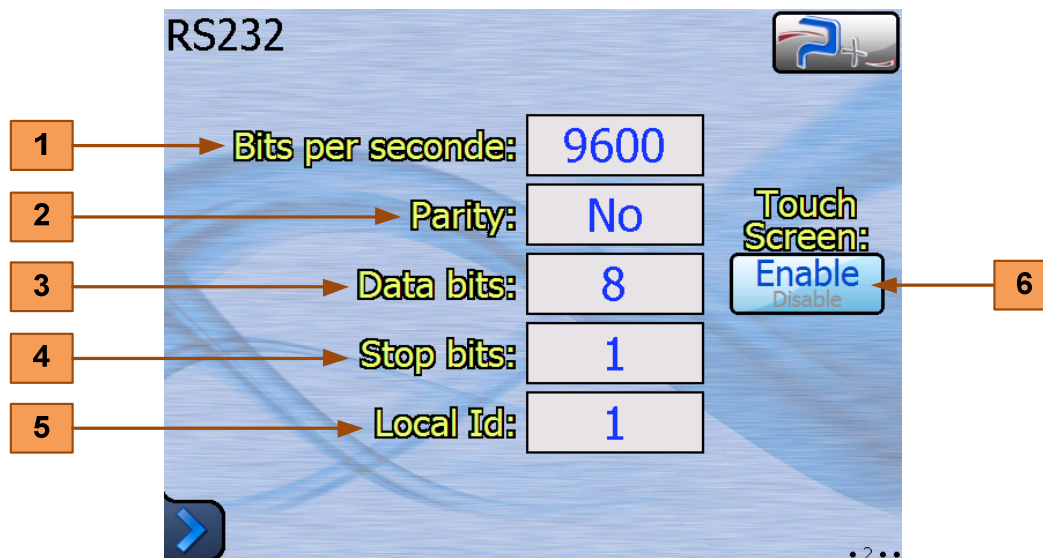 RS232
1
Bits per seconde:
9600
2
Parity:
No
3
Data bits:
8
4
Stop bits:
1
5
Local Id:
1
Touch
Screen:
Enable
Disable
6
• 2 • •